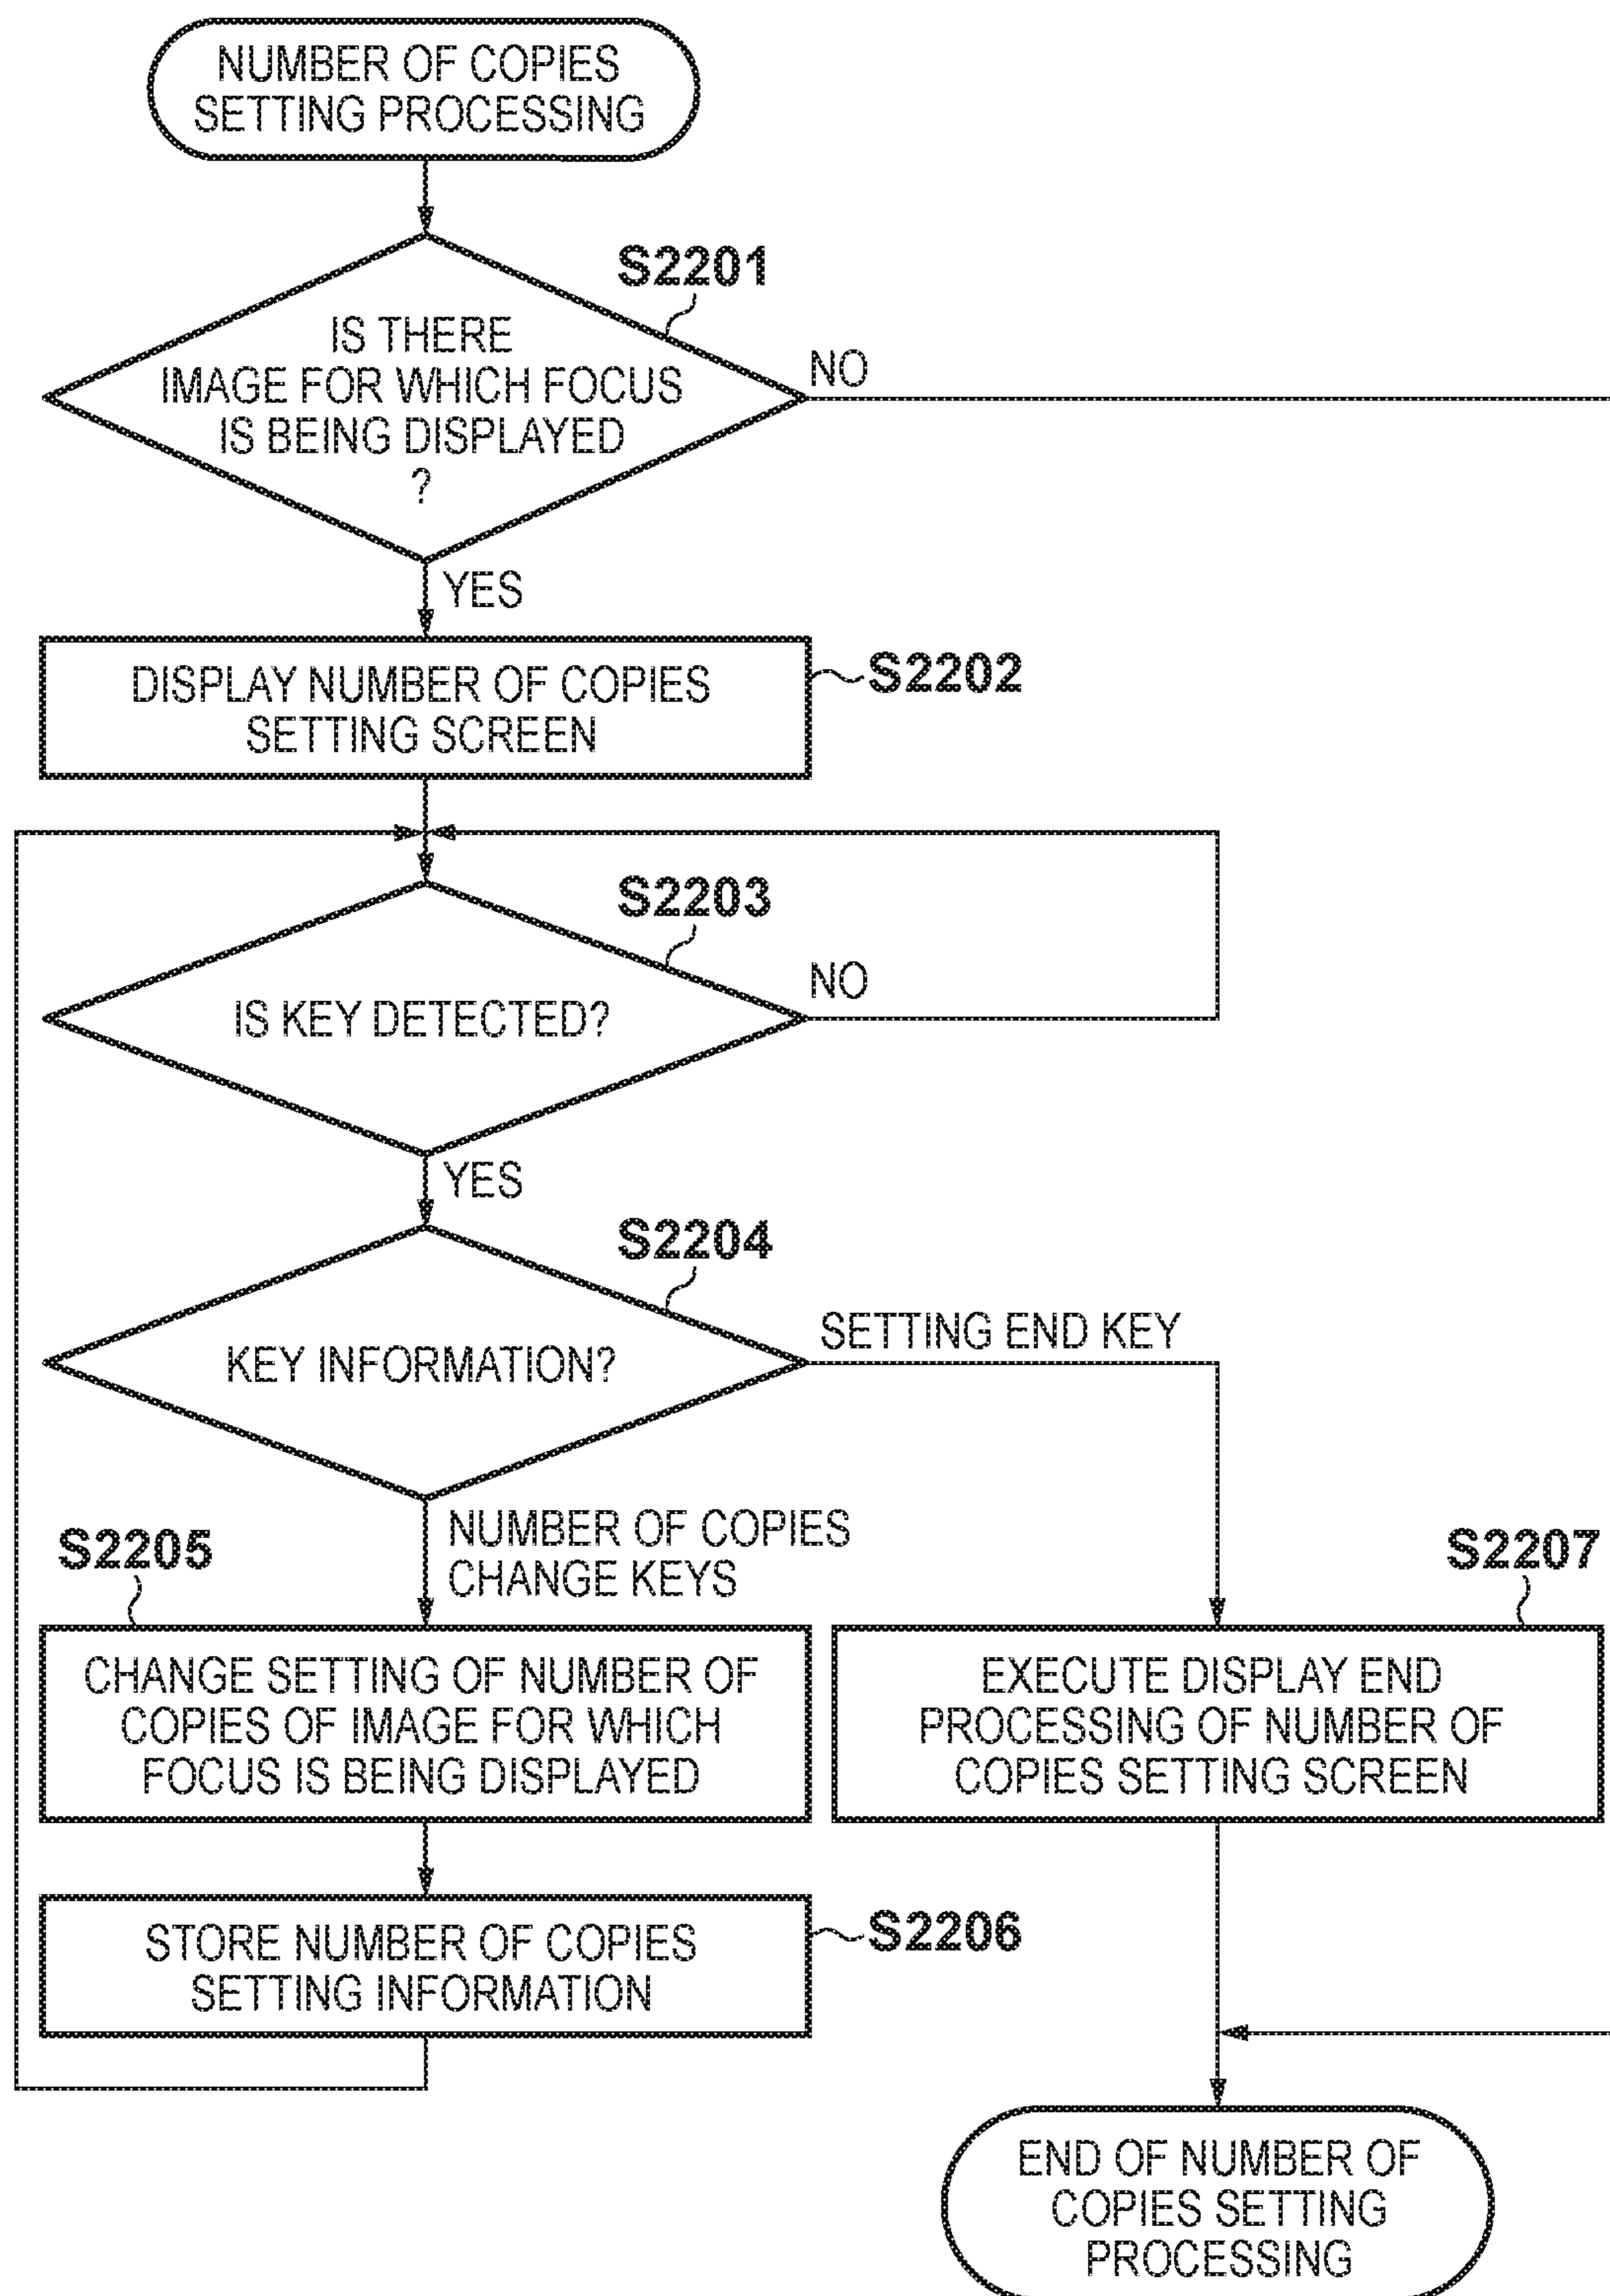 NUMBER OF COPIES
SETTING PROCESSING
S2201
IS THERE
IMAGE FOR WHICH FOCUS
IS BEING DISPLAYED
?
NO
YES
DISPLAY NUMBER OF COPIES
SETTING SCREEN
S2202
S2203
IS KEY DETECTED?
NO
YES
S2204
KEY INFORMATION?
SETTING END KEY
NUMBER OF COPIES
CHANGE KEYS
S2205
CHANGE SETTING OF NUMBER OF
COPIES OF IMAGE FOR WHICH
FOCUS IS BEING DISPLAYED
S2207
EXECUTE DISPLAY END
PROCESSING OF NUMBER OF
COPIES SETTING SCREEN
STORE NUMBER OF COPIES
SETTING INFORMATION
S2206
END OF NUMBER OF
COPIES SETTING
PROCESSING